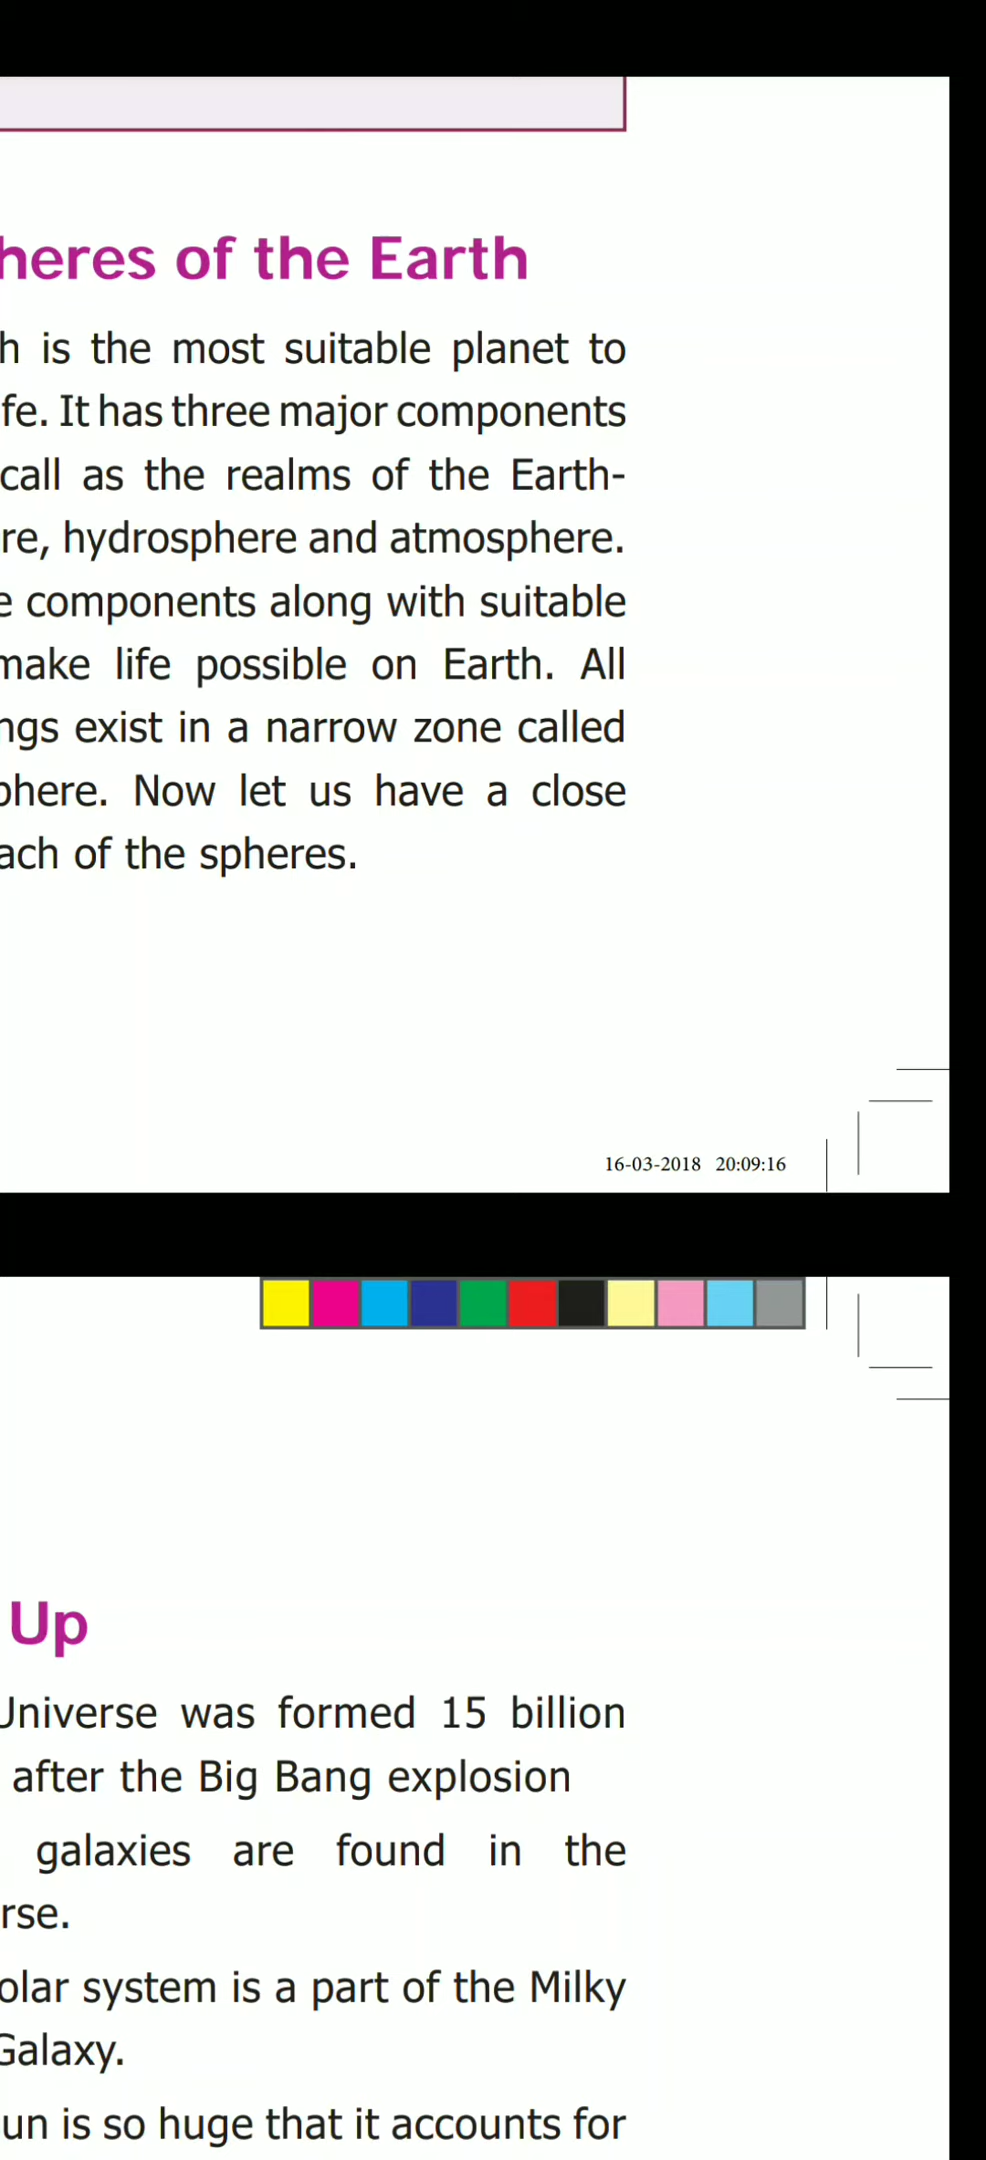 heres of the Earth
h is the most suitable planet to
fe. It has three major components
call as the realms of the Earth-
re, hydrosphere and atmosphere.
e components along with suitable
make life possible on Earth. All
ngs exist in a narrow zone called
phere. Now let us have a close
ach of the spheres.
16-03-2018 20:09:16
Up
Universe was formed 15 billion
after the Big Bang explosion
galaxies are found in the
rse.
olar system is a part of the Milky
Galaxy.
un is so huge that it accounts for